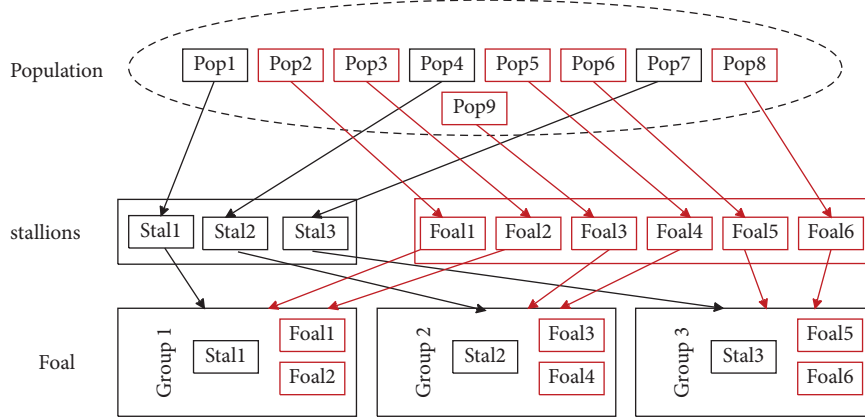 Population
Pop1 Pop2 Pop3 Pop4 Pop5 Pop6 Pop7 Pop8
Pop9
stallions
Stal1 Stal2 Stal3 Foal1 Foal2 Foal3 Foal4 Foal5 Foal6
Foal
Group 1
Stal1
Foal1
Foal2
Group 2
Stal2
Foal3
Foal4
Group 3
Stal3
Foal5
Foal6